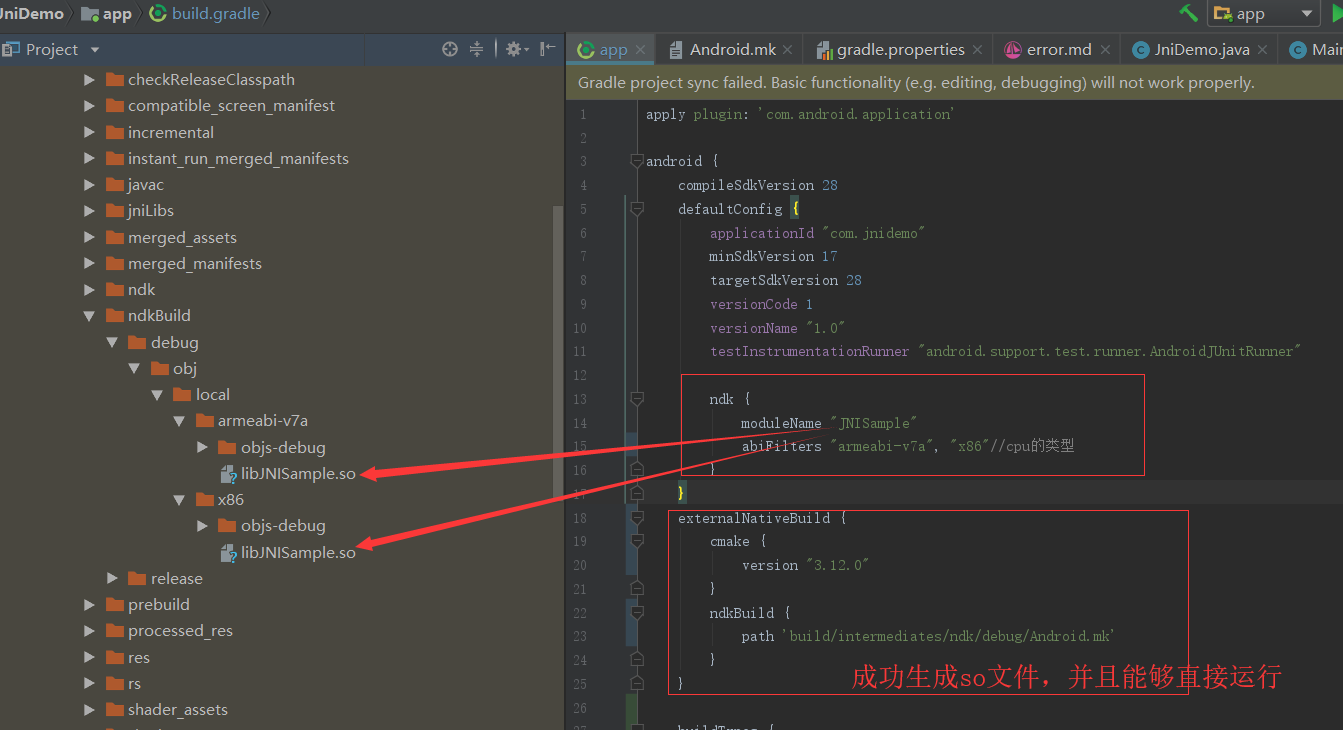 JniDemo app build.gradle app
Project
app Android.mk gradle.properties error.md JniDemo.java
Gradle project sync failed. Basic functionality (e.g. editing, debugging) will not work properly.
checkReleaseClasspath
compatible_screen_manifest
incremental
instant_run_merged_manifests
javac
jniLibs
merged_assets
merged_manifests
ndk
ndkBuild
debug
obj
local
armeabi-v7a
objs-debug
libJNISample.so
x86
objs-debug
libJNISample.so
release
prebuild
processed_res
res
rs
shader_assets
1 apply plugin: 'com.android.application'
2
3 android {
4 compileSdkVersion 28
5 defaultConfig {
6 applicationId "com.jnidemo"
7 minSdkVersion 17
8 targetSdkVersion 28
9 versionCode 1
10 versionName "1.0"
11 testInstrumentationRunner "android.support.test.runner.AndroidJUnitRunner"
12
13 ndk {
14 moduleName "JNISample"
15 abiFilters "armeabi-v7a", "x86"//cpu的类型
16 }
17 }
18 externalNativeBuild {
19 cmake {
20 version "3.12.0"
21 }
22 ndkBuild {
23 path 'build/intermediates/ndk/debug/Android.mk'
24 }
25 }
26
成功生成so文件，并且能够直接运行